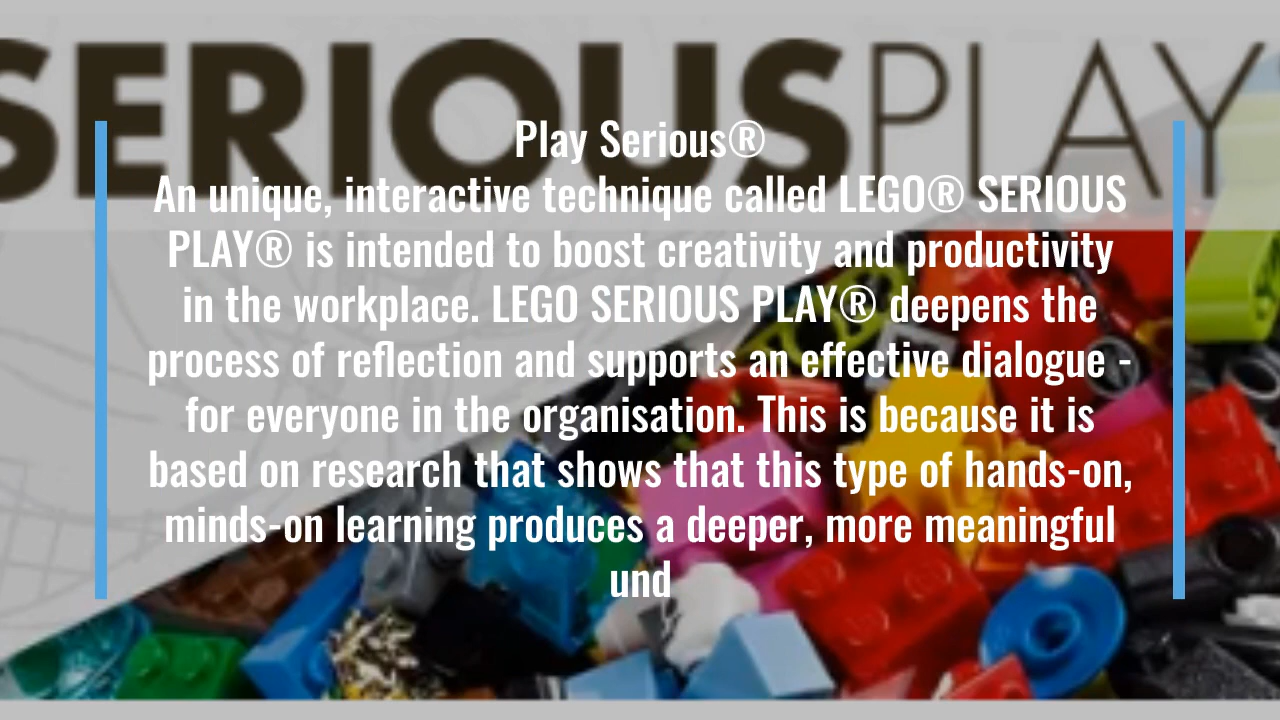 SERIOUSPLAY
Play Serious®
An unique, interactive technique called LEGO® SERIOUS
PLAY® is intended to boost creativity and productivity
in the workplace. LEGO SERIOUS PLAY® deepens the
process of reflection and supports an effective dialogue -
for everyone in the organisation. This is because it is
based on research that shows that this type of hands-on,
minds-on learning produces a deeper, more meaningful
und